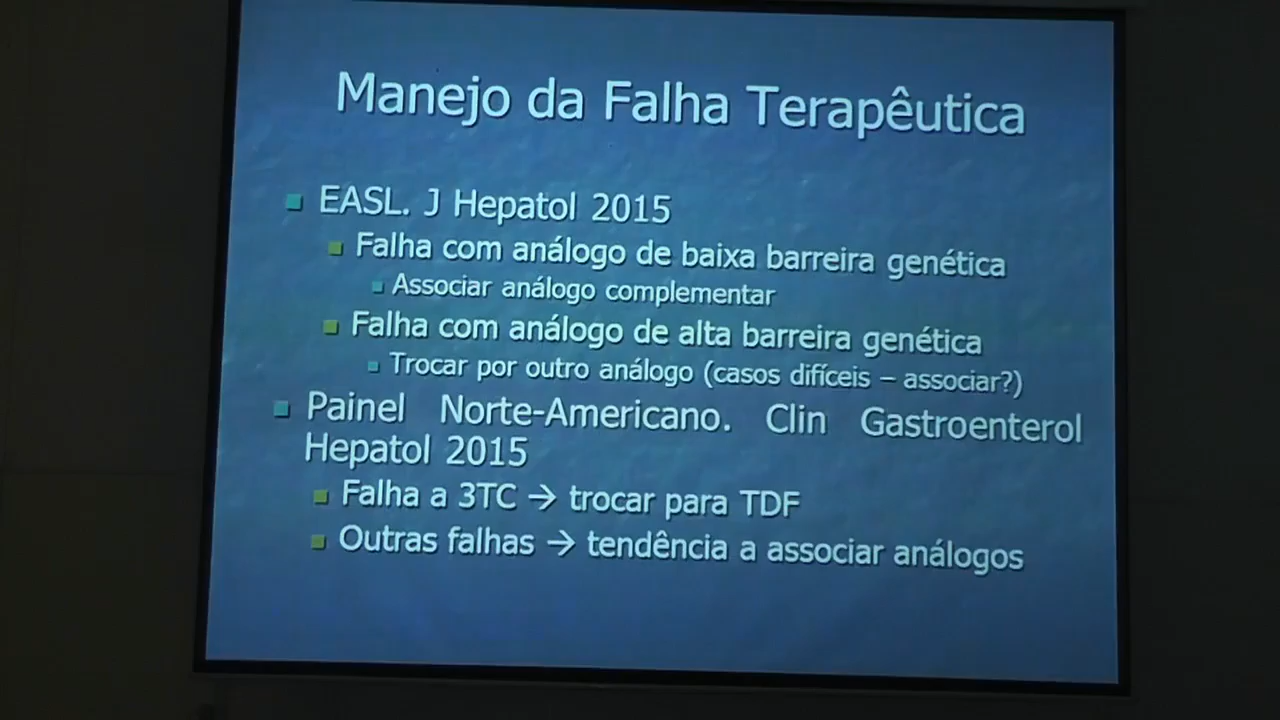 Manejo da Falha Terapêutica
EASL. J Hepatol 2015
Falha com análogo de baixa barreira genética
Associar análogo complementar
Falha com análogo de alta barreira genética
Trocar por outro análogo (casos difíceis – associar?)
Painel Norte-Americano. Clin Gastroenterol
Hepatol 2015
Falha a 3TC → trocar para TDF
Outras falhas → tendência a associar análogos